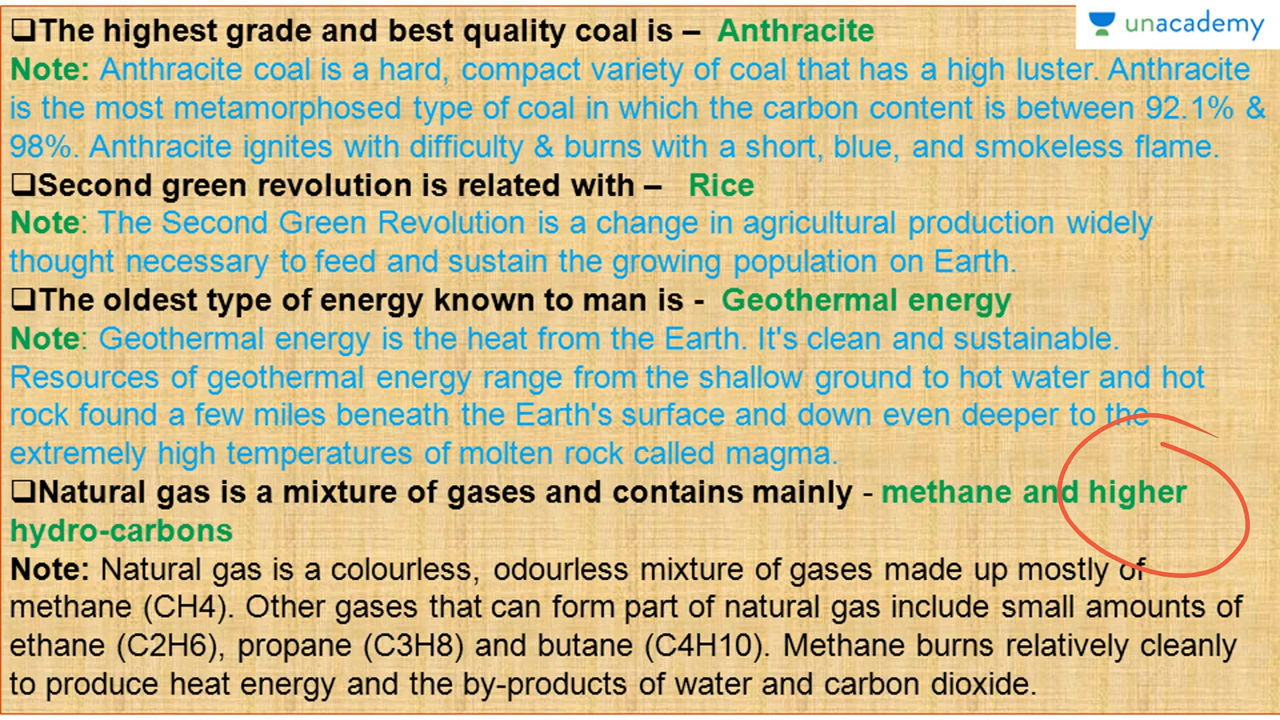 unacademy
❑The highest grade and best quality coal is – Anthracite
Note: Anthracite coal is a hard, compact variety of coal that has a high luster. Anthracite
is the most metamorphosed type of coal in which the carbon content is between 92.1% &
98%. Anthracite ignites with difficulty & burns with a short, blue, and smokeless flame.
❑Second green revolution is related with – Rice
Note: The Second Green Revolution is a change in agricultural production widely
thought necessary to feed and sustain the growing population on Earth.
❑The oldest type of energy known to man is - Geothermal energy
Note: Geothermal energy is the heat from the Earth. It's clean and sustainable.
Resources of geothermal energy range from the shallow ground to hot water and hot
rock found a few miles beneath the Earth's surface and down even deeper to the
extremely high temperatures of molten rock called magma.
❑Natural gas is a mixture of gases and contains mainly - methane and higher
hydro-carbons
Note: Natural gas is a colourless, odourless mixture of gases made up mostly of
methane (CH4). Other gases that can form part of natural gas include small amounts of
ethane (C2H6), propane (C3H8) and butane (C4H10). Methane burns relatively cleanly
to produce heat energy and the by-products of water and carbon dioxide.